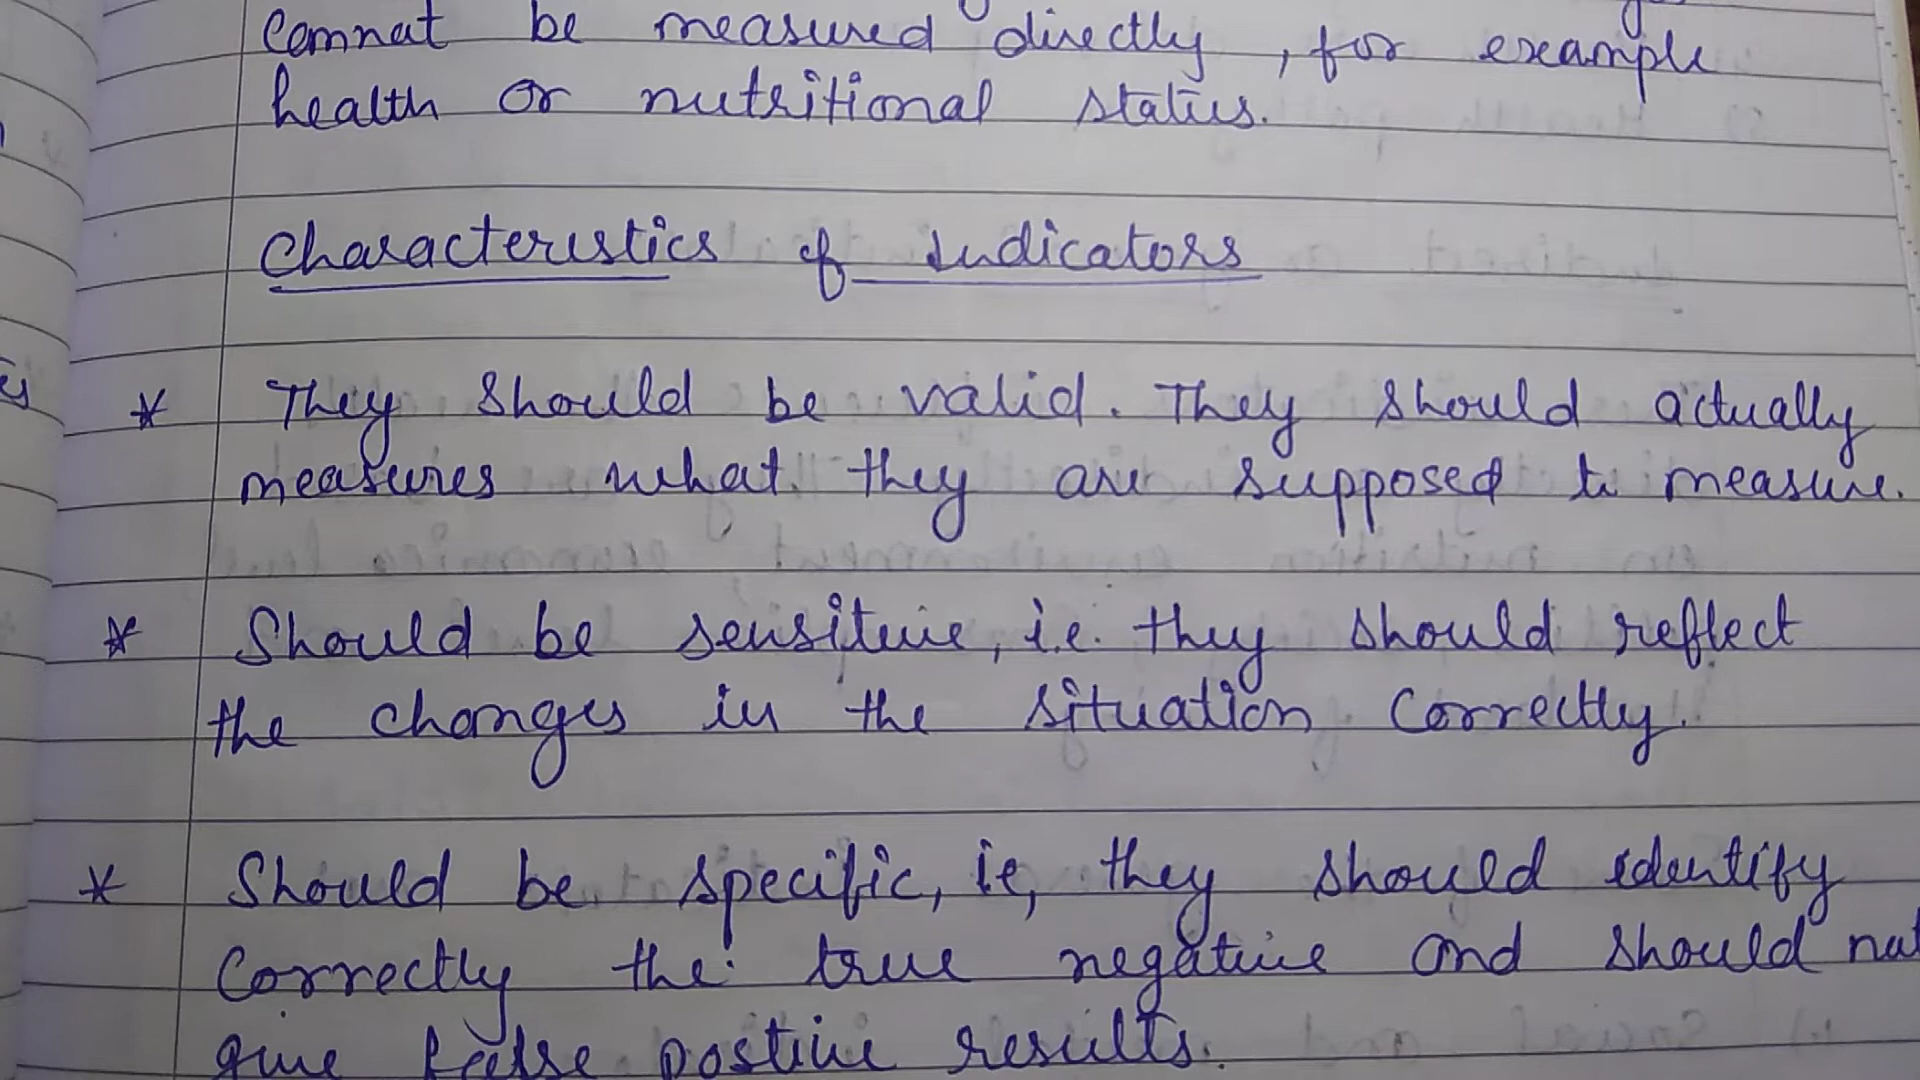 cannot be measured directly, for example
health or nutritional status.
Characteristics of Indicators
* They should be valid. They should actually
measures what they are supposed to measure.
* Should be sensitive, i.e. they should reflect
the changes in the situation correctly.
* Should be specific, ie, they should identify
correctly the true negative and should not
give false postive results.